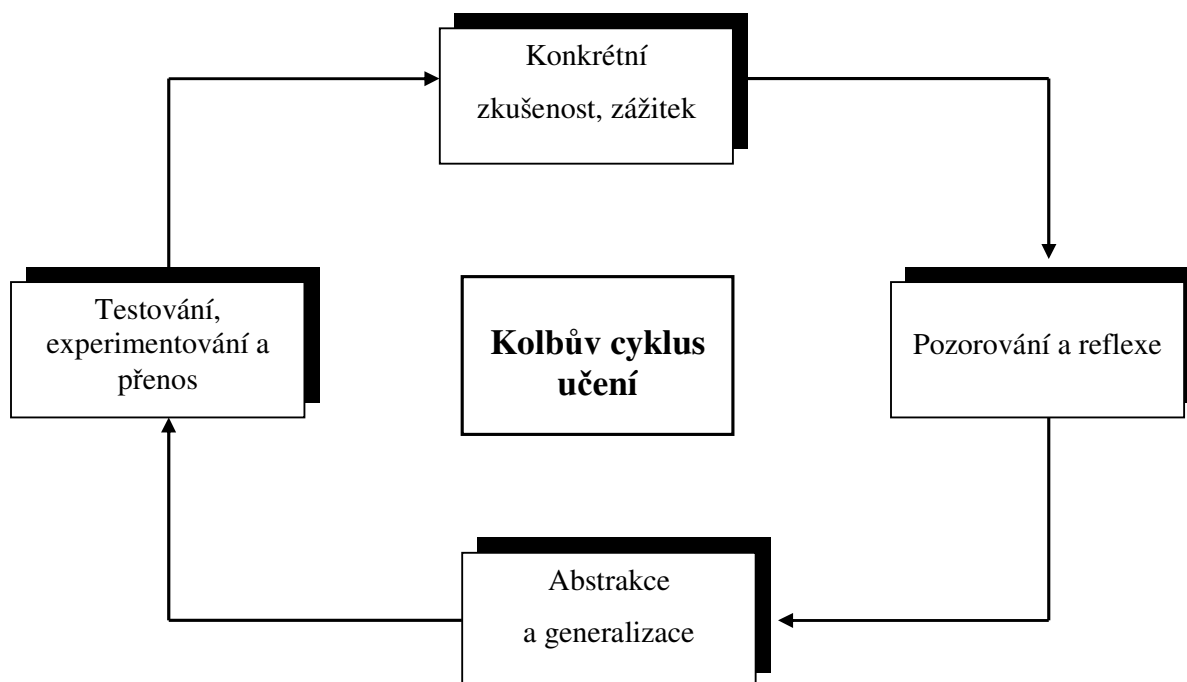 Konkrétní
zkušenost, zážitek
Testování,
experimentování a
přenos
Kolbův cyklus
učení
Pozorování a reflexe
Abstrakce
a generalizace